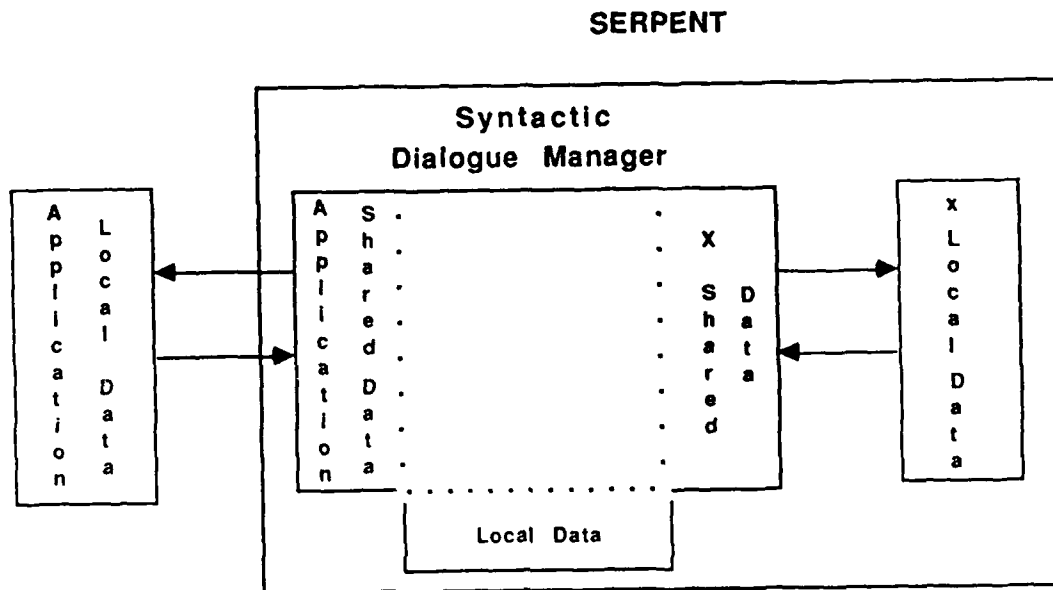 SERPENT
Syntactic
Dialogue Manager
Application
Local Data
Application
Shared Data
X Shared
Data
x Local Data
Local Data